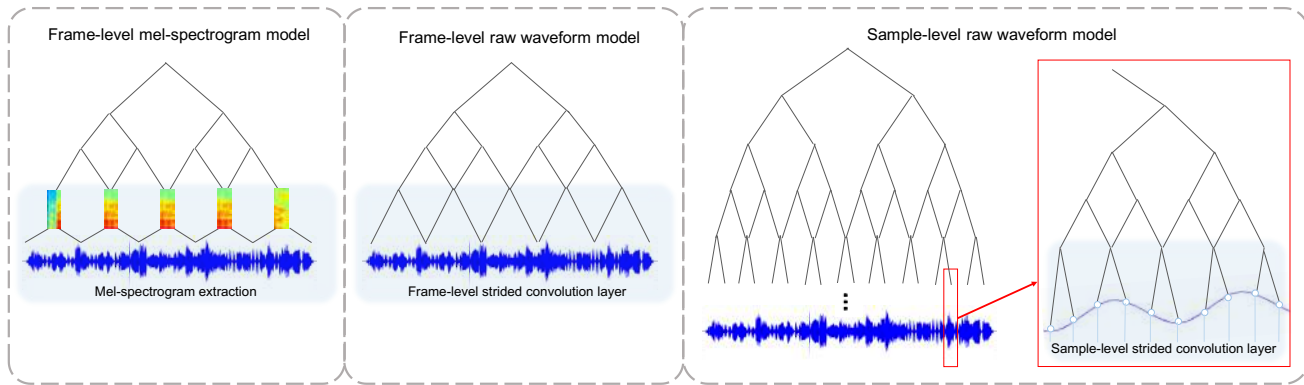 Frame-level mel-spectrogram model
Mel-spectrogram extraction
Frame-level raw waveform model
Frame-level strided convolution layer
Sample-level raw waveform model
Sample-level strided convolution layer